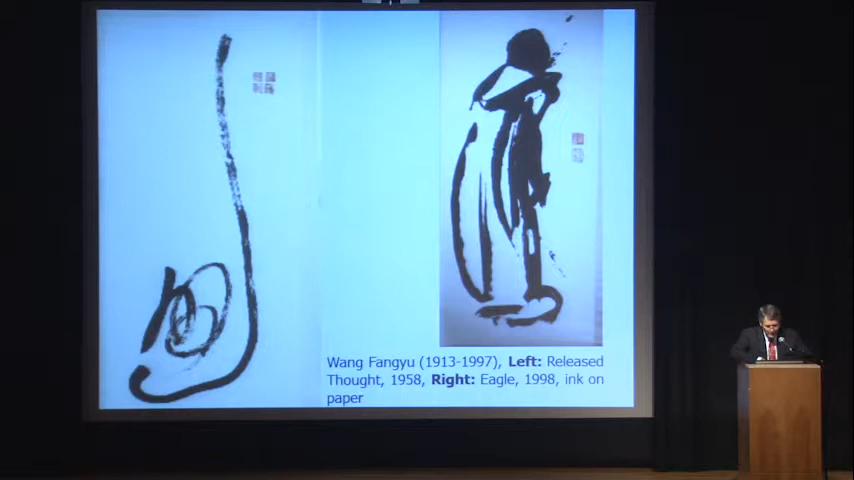 Wang Fangyu (1913-1997), Left: Released
Thought, 1958, Right: Eagle, 1998, ink on
paper